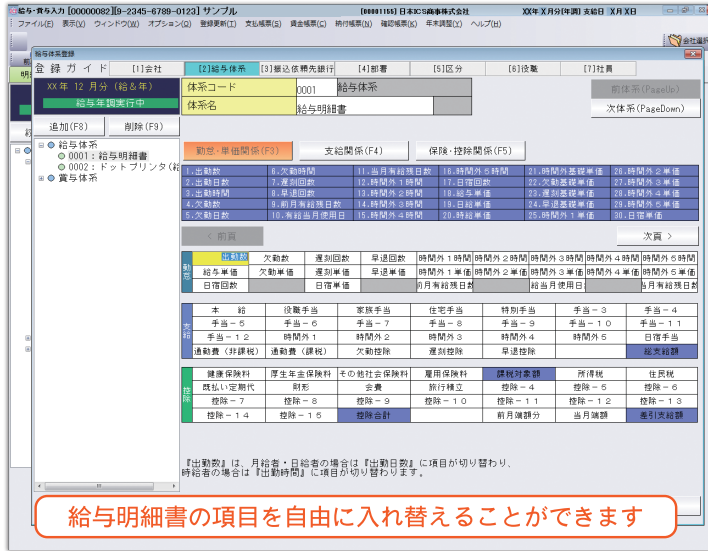 給与・賞与入力 [00000082][9-2345-6789-0123] サンプル [00001155] 日本ICS商事株式会社 XX年 X月分(年調) 支給日 X月X日
ファイル(F) 表示(V) ウィンドウ(W) オプション(O) 登録更新(T) 支払帳票(S) 賃金帳票(C) 納付帳票(N) 確認帳票(K) 年末調整(Y) ヘルプ(H)
会社選択
給与体系登録
登録ガイド [1]会社 [2]給与体系 [3]振込依頼先銀行 [4]部署 [5]区分 [6]役職 [7]社員
XX年 12 月分 (給&年)
給与年調実行中
体系コード 0001 給与体系
前体系(PageUp)
体系名 給与明細書
次体系(PageDown)
追加(F8) 削除(F9)
給与体系
0001:給与明細書
0002:ドットプリンタ(給
賞与体系
勤怠・単価関係(F3) 支給関係(F4) 保険・控除関係(F5)
1.出勤数 6.欠勤時間 11.当月有給残日数 16.時間外5時間 21.時間外基礎単価 26.時間外2単価
2.出勤日数 7.遅刻回数 12.時間外1時間 17.日宿回数 22.欠勤基礎単価 27.時間外3単価
3.出勤時間 8.早退回数 13.時間外2時間 18.給与単価 23.遅刻基礎単価 28.時間外4単価
4.欠勤数 9.前月有給残日数 14.時間外3時間 19.日給単価 24.早退基礎単価 29.時間外5単価
5.欠勤日数 10.有給当月使用日 15.時間外4時間 20.時給単価 25.時間外1単価 30.日宿単価
< 前頁 次頁 >
勤怠
出勤数 欠勤数 遅刻回数 早退回数 時間外1時間 時間外2時間 時間外3時間 時間外4時間 時間外5時間
給与単価 欠勤単価 遅刻単価 早退単価 時間外1単価 時間外2単価 時間外3単価 時間外4単価 時間外5単価
日宿回数 日宿単価 前月有給残日数 給当月使用日 当月有給残日数
支給
本 給 役職手当 家族手当 住宅手当 特別手当 手当-3 手当-4
手当-5 手当-6 手当-7 手当-8 手当-9 手当-10 手当-11
手当-12 時間外1 時間外2 時間外3 時間外4 時間外5 日宿手当
通勤費(非課税) 通勤費(課税) 欠勤控除 遅刻控除 早退控除 総支給額
控除
健康保険料 厚生年金保険料 その他社会保険料 雇用保険料 課税対象額 所得税 住民税
既払い定期代 財形 会費 旅行積立 控除-4 控除-5 控除-6
控除-7 控除-8 控除-9 控除-10 控除-11 控除-12 控除-13
控除-14 控除-15 控除合計 前月端額分 当月端額 差引支給額
『出勤数』は、月給者・日給者の場合は『出勤日数』に項目が切り替わり、
時給者の場合は『出勤時間』に項目が切り替わります。
給与明細書の項目を自由に入れ替えることができます